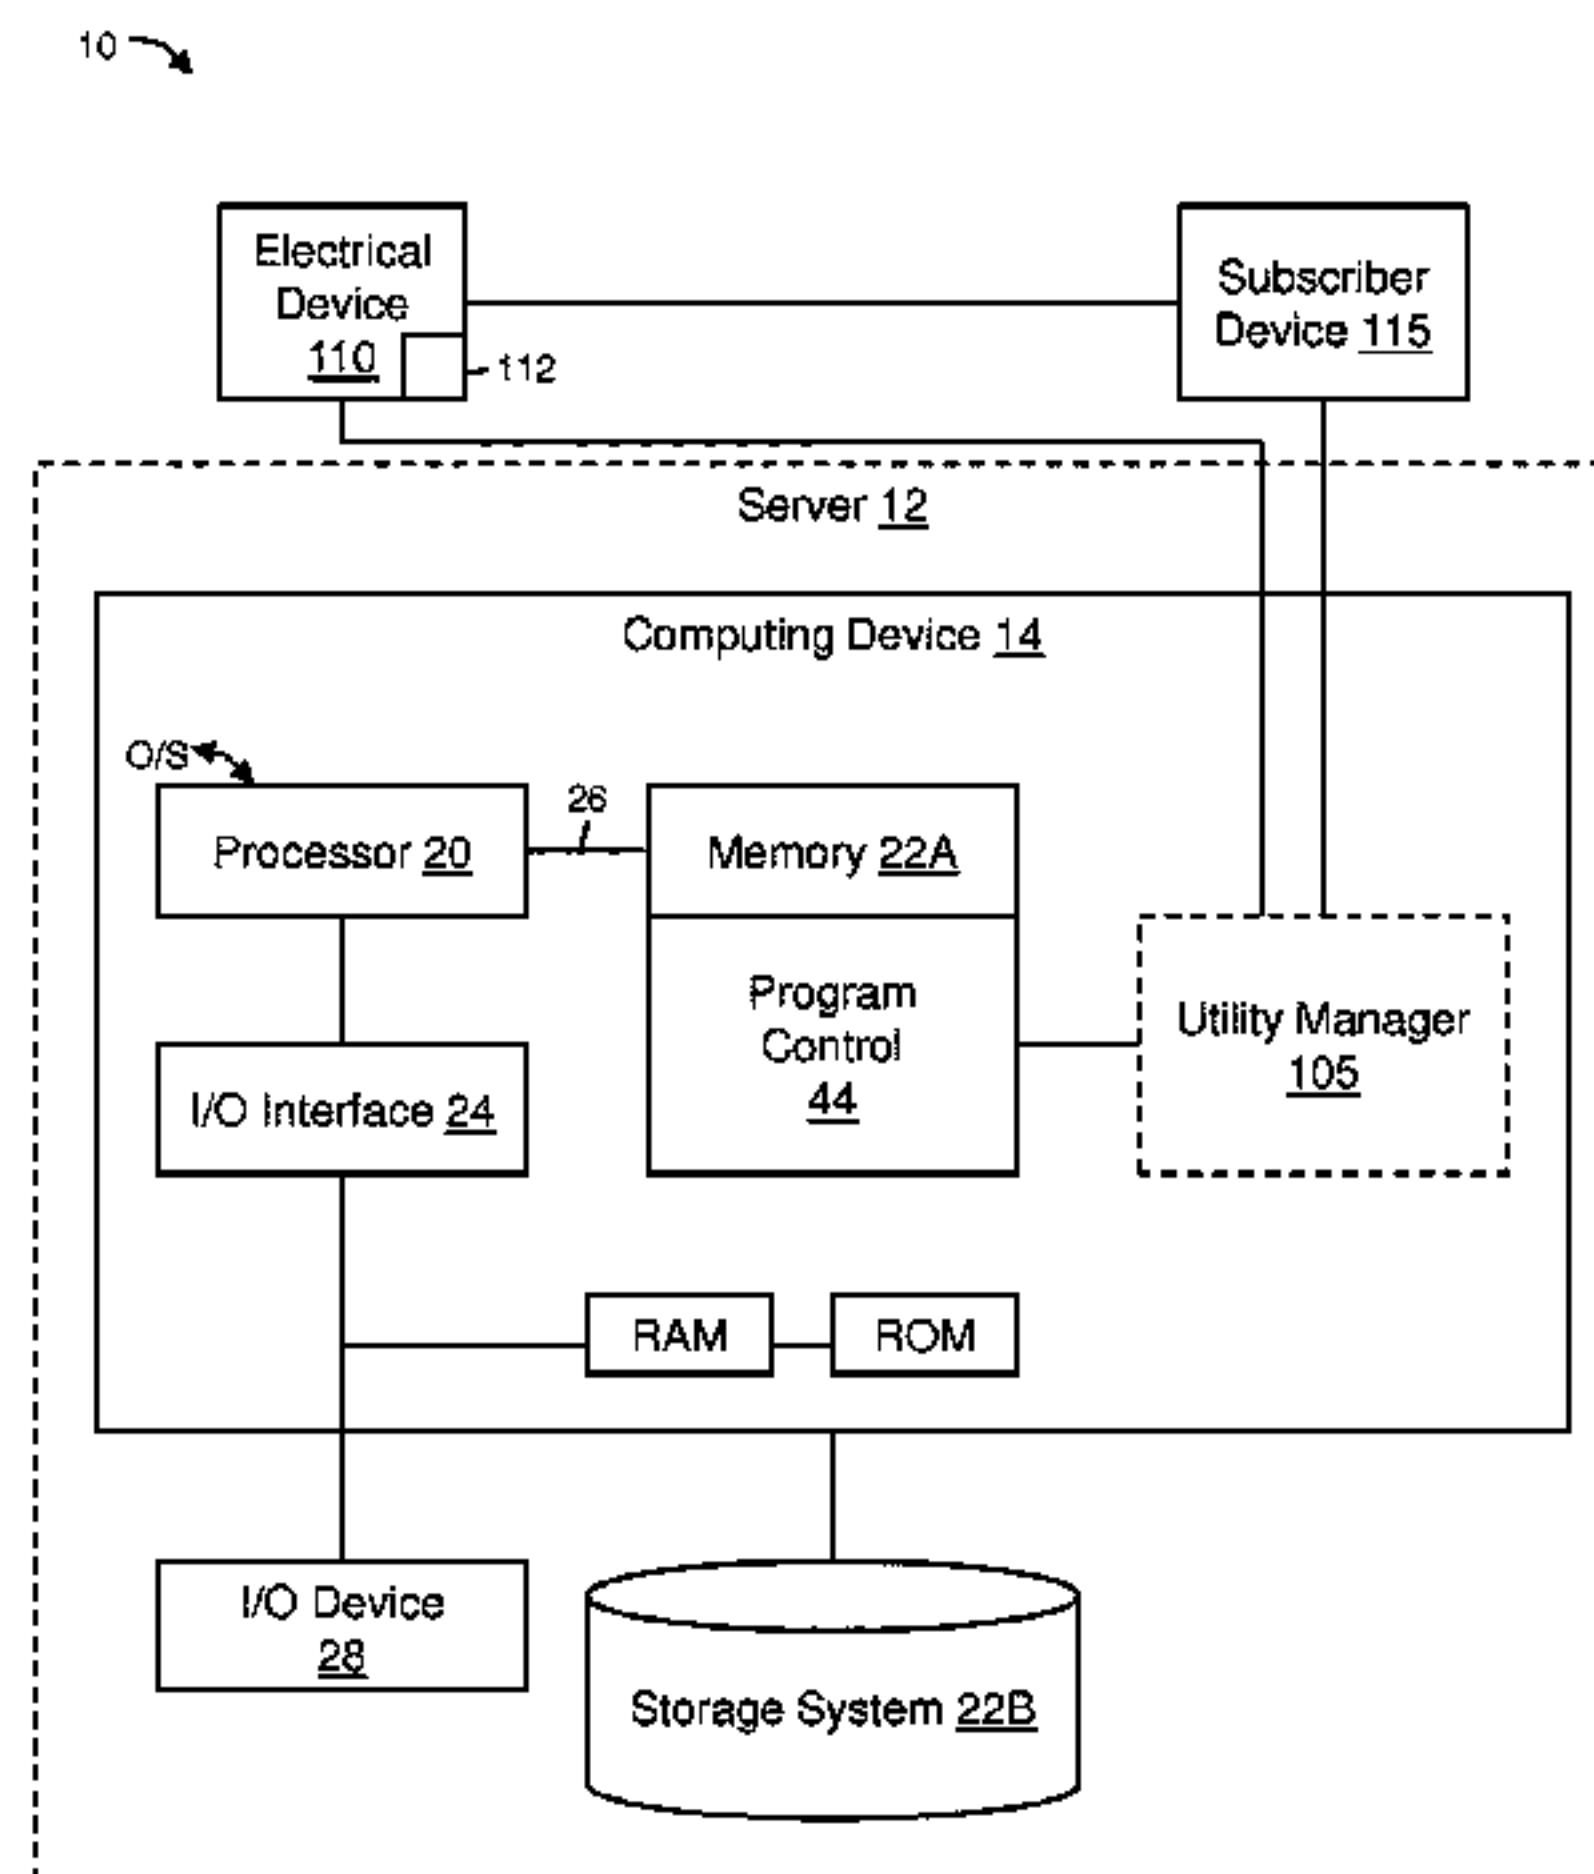 10
Electrical
Device
110
112
Subscriber
Device 115
Server 12
Computing Device 14
O/S
Processor 20
26
Memory 22A
Program
Control
44
Utility Manager
105
I/O Interface 24
RAM
ROM
I/O Device
28
Storage System 22B